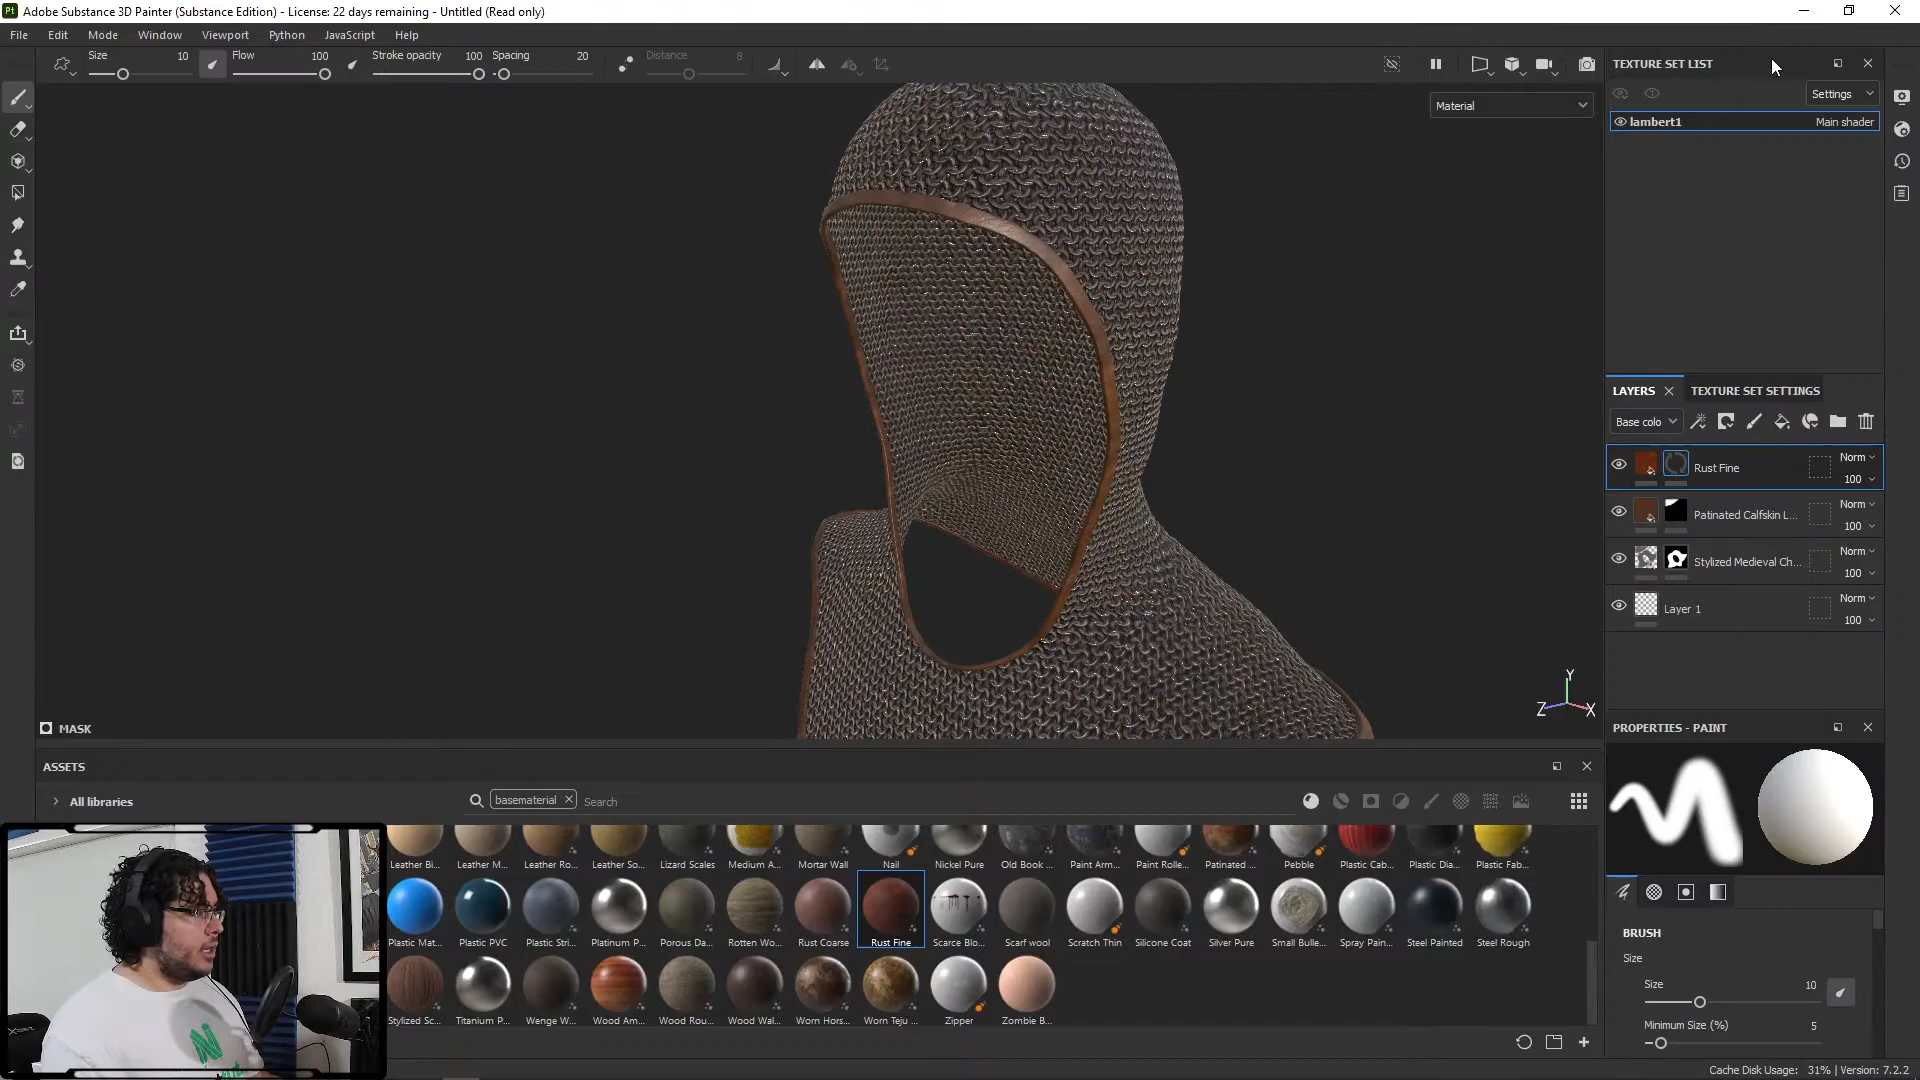 Pt Adobe Substance 3D Painter (Substance Edition) - License: 22 days remaining - Untitled (Read only)
File Edit Mode Window Viewport Python JavaScript Help
Size 10 Flow 100 Stroke opacity 100 Spacing 20 Distance 8
TEXTURE SET LIST
Settings
Material
lambert1 Main shader
LAYERS TEXTURE SET SETTINGS
Base colo
Norm
Rust Fine
100
Norm
Patinated Calfskin L...
100
Norm
Stylized Medieval Ch...
100
Norm
Layer 1
100
Y
Z X
MASK
PROPERTIES - PAINT
ASSETS
All libraries
basematerial Search
Leather Bi... Leather M... Leather Ro... Leather So... Lizard Scales Medium A... Mortar Wall Nail Nickel Pure Old Book ... Paint Arm... Paint Rolle... Patinated ... Pebble Plastic Cab... Plastic Dia... Plastic Fab...
Plastic Mat... Plastic PVC Plastic Stri... Platinum P... Porous Da... Rotten Wo... Rust Coarse Rust Fine Scarce Blo... Scarf wool Scratch Thin Silicone Coat Silver Pure Small Bulle... Spray Pain... Steel Painted Steel Rough
Stylized Sc... Titanium P... Wenge W... Wood Am... Wood Rou... Wood Wal... Worn Hors... Worn Teju ... Zipper Zombie B...
BRUSH
Size
Size 10
Minimum Size (%) 5
Cache Disk Usage: 31% | Version: 7.2.2